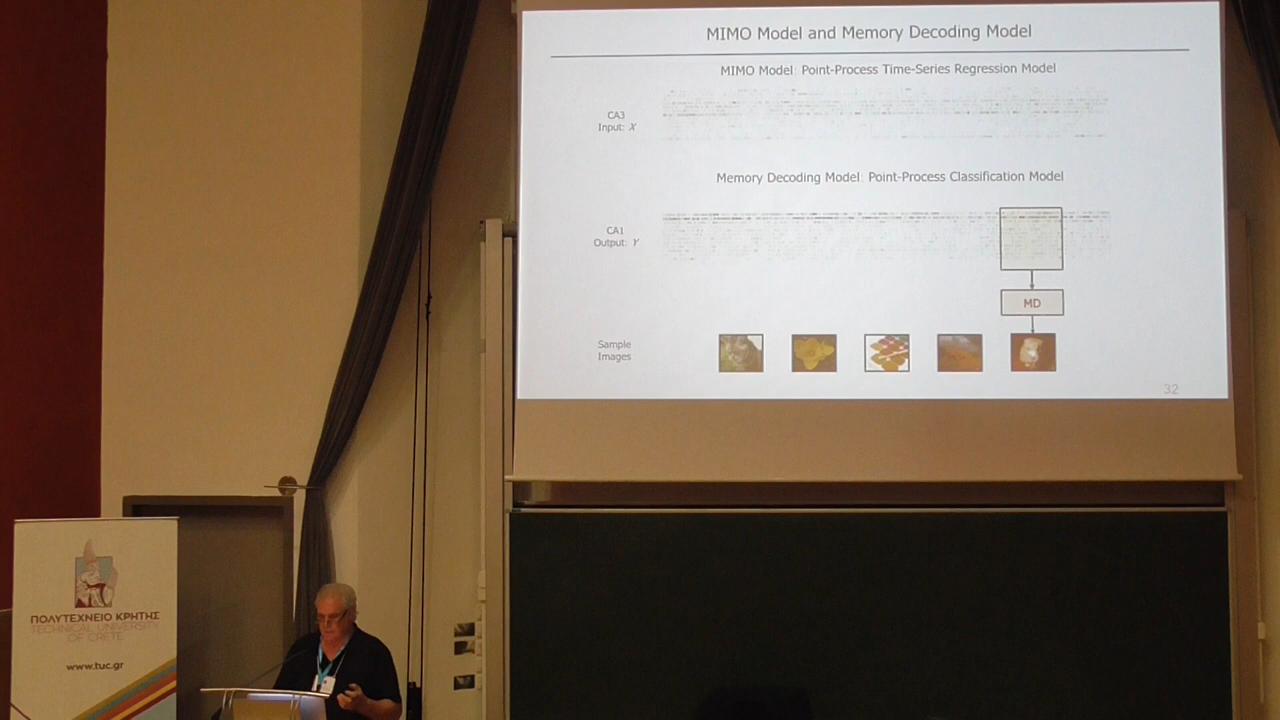 MIMO Model and Memory Decoding Model
MIMO Model: Point-Process Time-Series Regression Model
CA3
Input: X
Memory Decoding Model: Point-Process Classification Model
CA1
Output: Y
MD
Sample
Images
32
ΠΟΛΥΤΕΧΝΕΙΟ ΚΡΗΤΗΣ
TECHNICAL UNIVERSITY
OF CRETE
www.tuc.gr